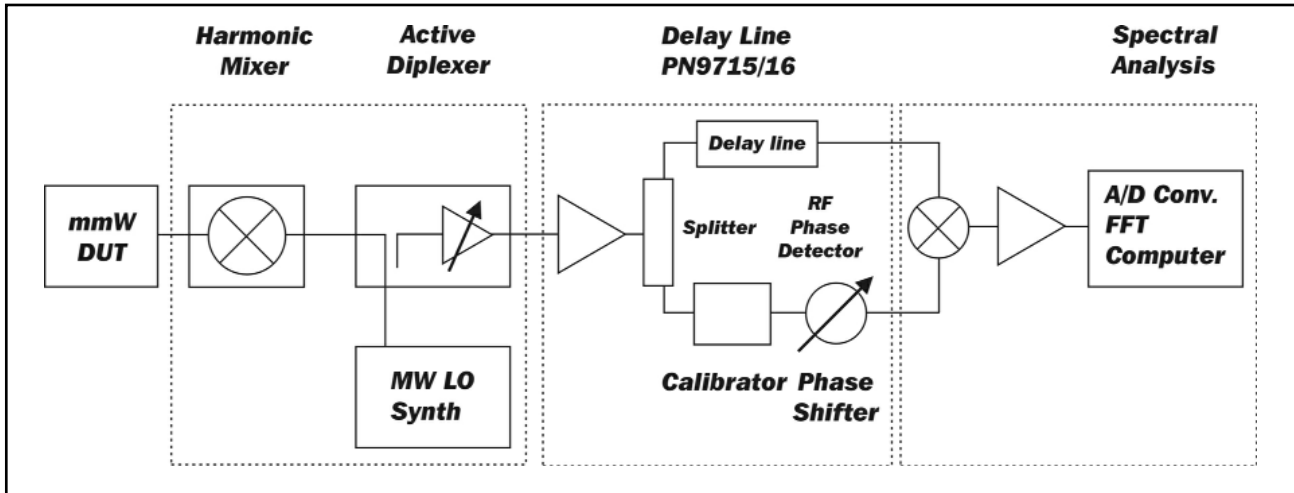 Harmonic
Mixer
Active
Diplexer
Delay Line
PN9715/16
Spectral
Analysis
mmW
DUT
MW LO
Synth
Delay line
Splitter
RF
Phase
Detector
Calibrator
Phase
Shifter
A/D Conv.
FFT
Computer